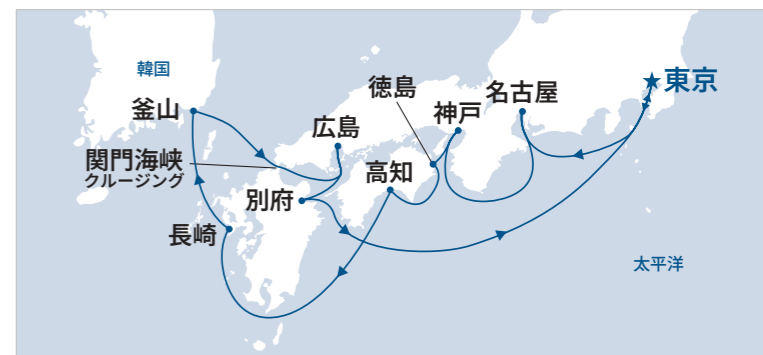 韓国
釜山
関門海峡
クルージング
広島
徳島
神戸
名古屋
東京
高知
別府
長崎
太平洋